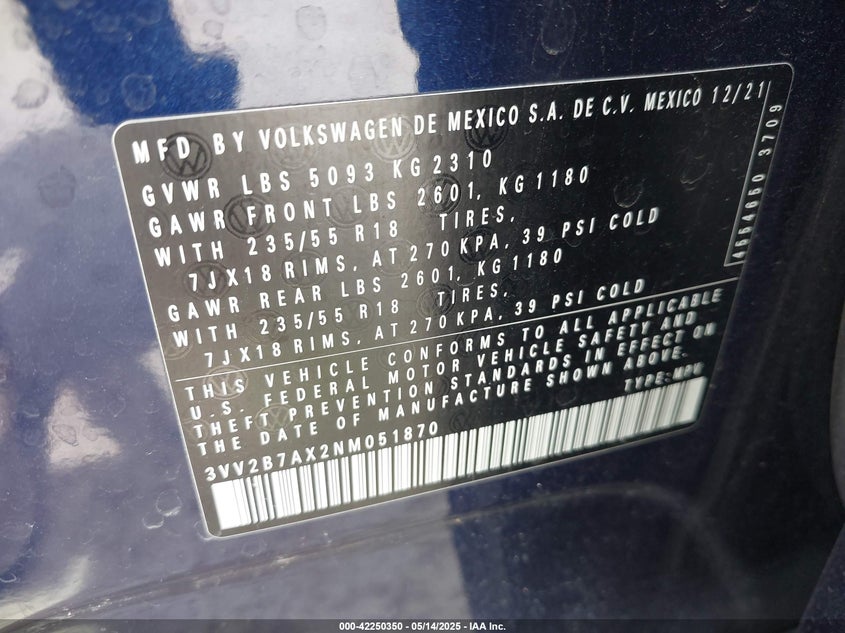 MFD BY VOLKSWAGEN DE MEXICO S.A. DE C.V. MEXICO 12/21
GVWR LBS 5093 KG 2310
GAWR FRONT LBS 2601, KG 1180
WITH 235/55 R18 TIRES,
7JX18 RIMS, AT 270 KPA, 39 PSI COLD
GAWR REAR LBS 2601, KG 1180
WITH 235/55 R18 TIRES,
7JX18 RIMS, AT 270 KPA, 39 PSI COLD
THIS VEHICLE CONFORMS TO ALL APPLICABLE
U.S. FEDERAL MOTOR VEHICLE SAFETY AND
THEFT PREVENTION STANDARDS IN EFFECT ON
THE DATE OF MANUFACTURE SHOWN ABOVE.
TYPE: MPV
3VV2B7AX2NM051870
4554650 3709
000-42250350 - 05/14/2025 - IAA Inc.